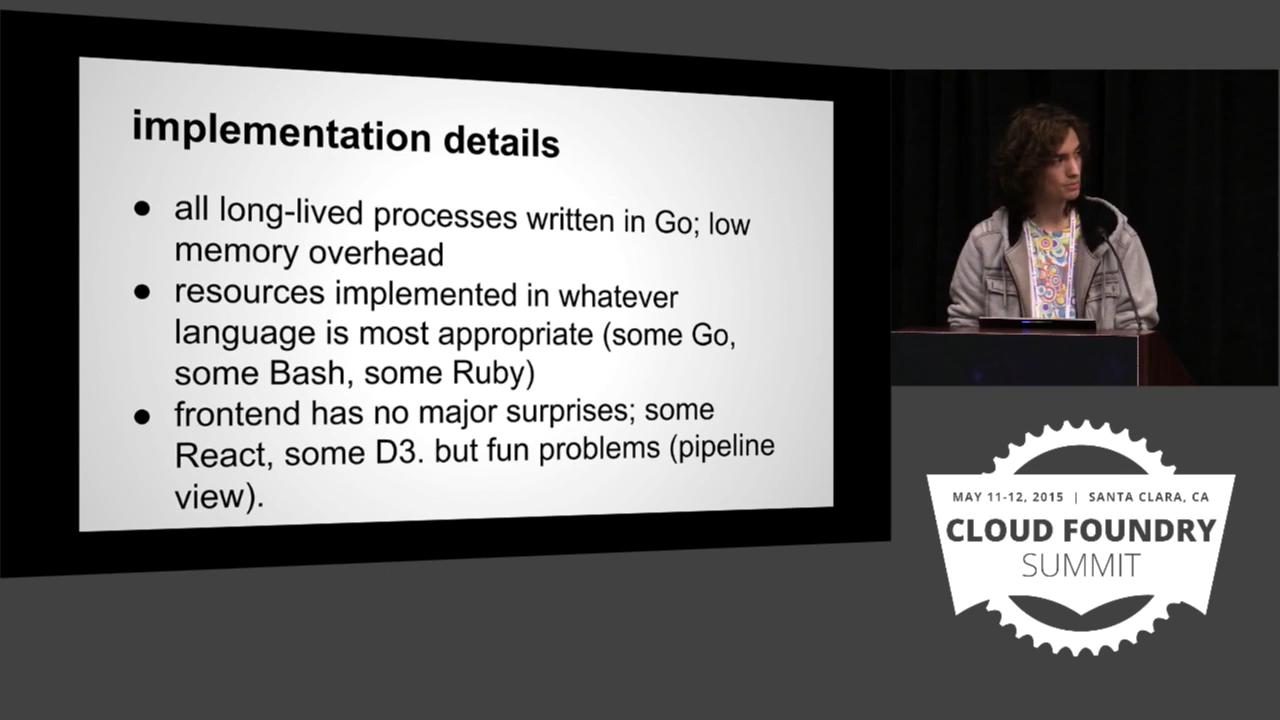 implementation details
● all long-lived processes written in Go; low
memory overhead
● resources implemented in whatever
language is most appropriate (some Go,
some Bash, some Ruby)
● frontend has no major surprises; some
React, some D3. but fun problems (pipeline
view).
MAY 11-12, 2015 | SANTA CLARA, CA
CLOUD FOUNDRY
SUMMIT